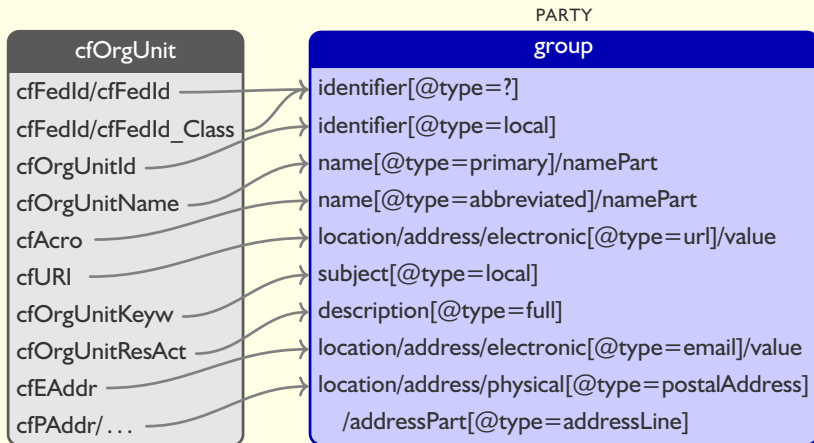 PARTY
cfOrgUnit
cfFedId/cfFedId
cfFedId/cfFedId_Class
cfOrgUnitId
cfOrgUnitName
cfAcro
cfURI
cfOrgUnitKeyw
cfOrgUnitResAct
cfEAddr
cfPAddr/...
group
identifier[@type=?]
identifier[@type=local]
name[@type=primary]/namePart
name[@type=abbreviated]/namePart
location/address/electronic[@type=url]/value
subject[@type=local]
description[@type=full]
location/address/electronic[@type=email]/value
location/address/physical[@type=postalAddress]
/addressPart[@type=addressLine]